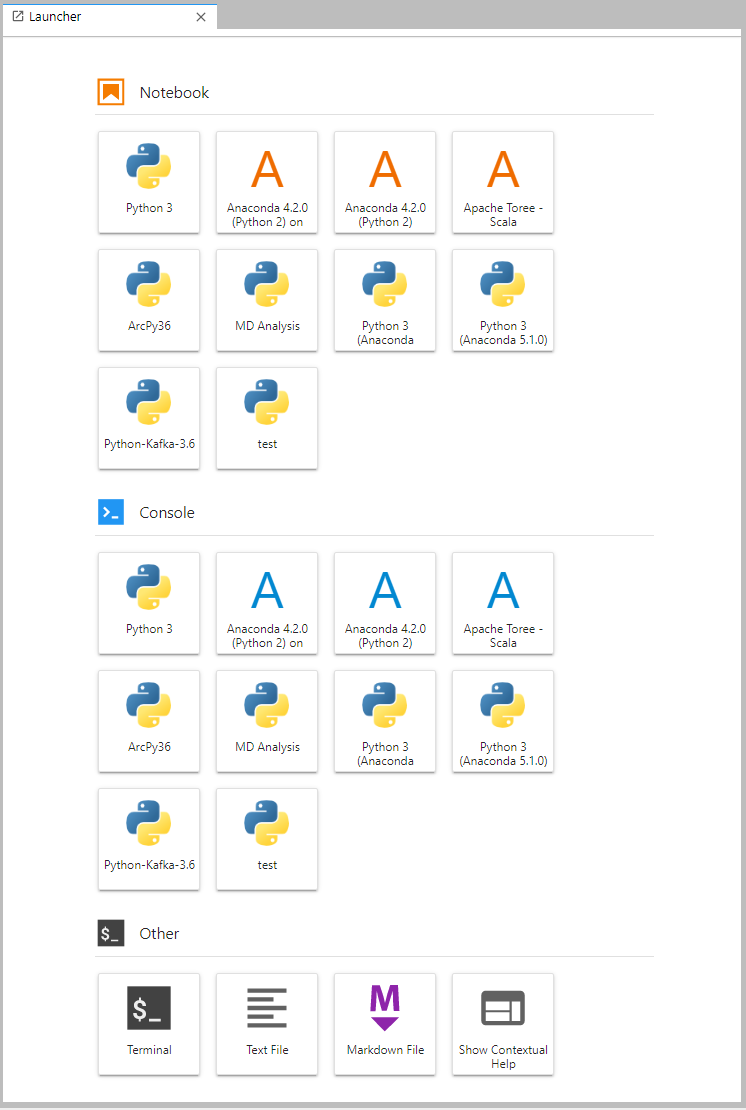 Launcher
Notebook
Python 3
Anaconda 4.2.0
(Python 2) on
Anaconda 4.2.0
(Python 2)
Apache Toree -
Scala
ArcPy36
MD Analysis
Python 3
(Anaconda
Python 3
(Anaconda 5.1.0)
Python-Kafka-3.6
test
Console
Python 3
Anaconda 4.2.0
(Python 2) on
Anaconda 4.2.0
(Python 2)
Apache Toree -
Scala
ArcPy36
MD Analysis
Python 3
(Anaconda
Python 3
(Anaconda 5.1.0)
Python-Kafka-3.6
test
$_ Other
$_
Terminal
Text File
M
Markdown File
Show Contextual
Help